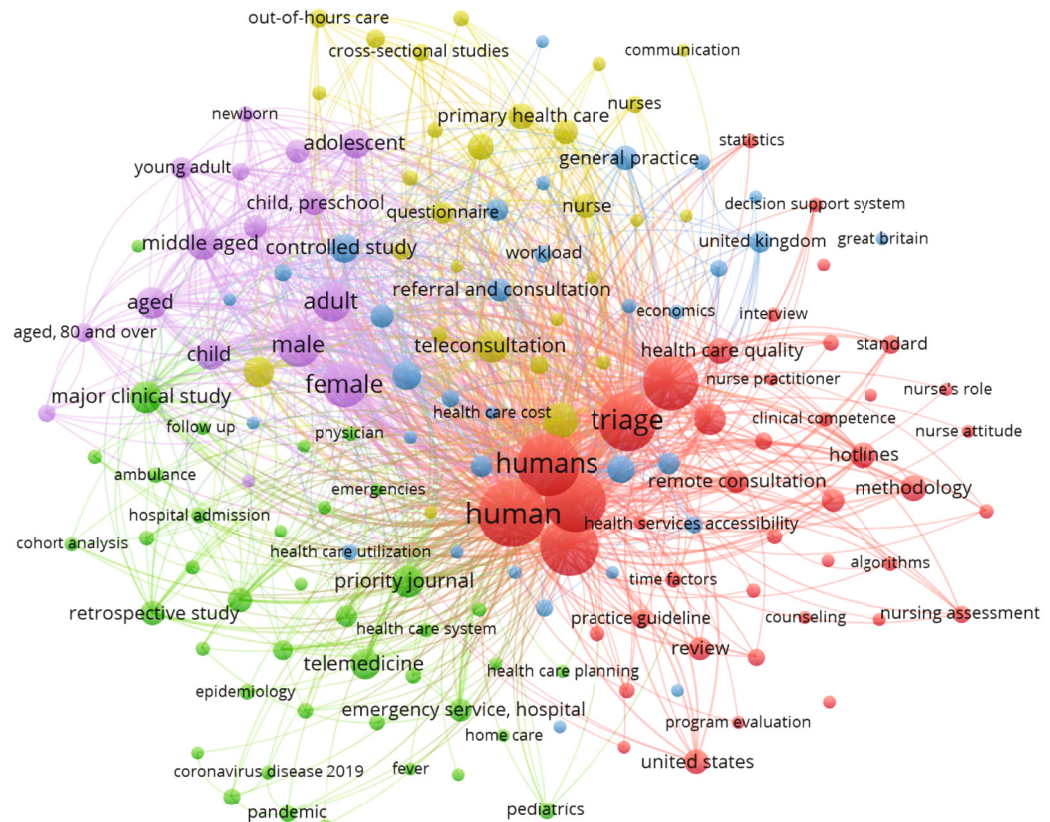 out-of-hours care
cross-sectional studies
communication
newborn
primary health care
nurses
adolescent
statistics
young adult
general practice
child, preschool
questionnaire
nurse
decision support system
middle aged
controlled study
workload
united kingdom
great britain
aged
adult
referral and consultation
economics
interview
aged, 80 and over
child
male
teleconsultation
health care quality
standard
major clinical study
female
nurse practitioner
nurse's role
follow up
physician
health care cost
triage
clinical competence
nurse attitude
ambulance
emergencies
humans
remote consultation
hotlines
methodology
hospital admission
human
health services accessibility
cohort analysis
health care utilization
priority journal
time factors
algorithms
retrospective study
health care system
practice guideline
counseling
nursing assessment
telemedicine
health care planning
review
epidemiology
emergency service, hospital
program evaluation
home care
united states
coronavirus disease 2019
fever
pandemic
pediatrics